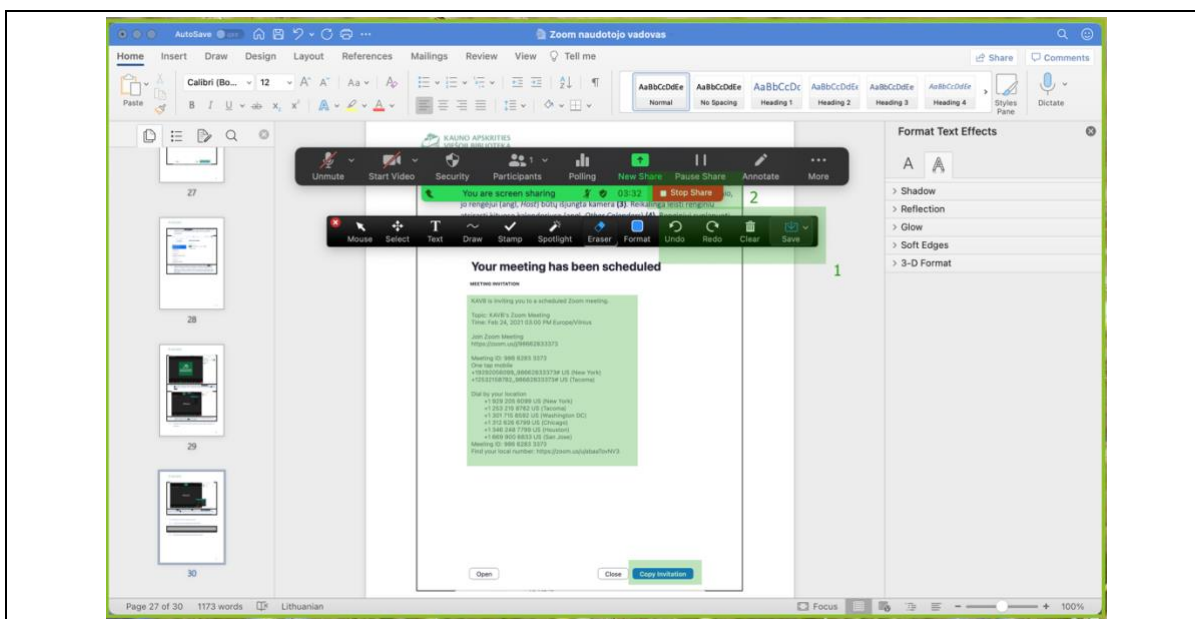 AutoSave
Zoom naudotojo vadovas
Home Insert Draw Design Layout References Mailings Review View Tell me
Share Comments
Paste
Calibri (Bo... 12
AaBbCcDdEe AaBbCcDdEe AaBbCcDc AaBbCcDdEe AaBbCcDdEe AaBbCcDdEe
Normal No Spacing Heading 1 Heading 2 Heading 3 Heading 4 Styles Pane Dictate
KAUNO APSKRITIES
VIEŠOJI BIBLIOTEKA
Format Text Effects
Unmute Start Video Security Participants 1 Polling New Share Pause Share Annotate More
You are screen sharing 03:32 Stop Share
2
jo rengėjui (angl, Host) būtų išjungta kamera (3). Reikalinga leisti renginiu
Mouse Select Text Draw Stamp Spotlight Eraser Format Undo Redo Clear Save
1
Shadow
Reflection
Glow
Soft Edges
3-D Format
27
28
29
30
Your meeting has been scheduled
MEETING INVITATION
KAVB is inviting you to a scheduled Zoom meeting.
Topic: KAVB's Zoom Meeting
Time: Feb 24, 2021 03:00 PM Europe/Vilnius
Join Zoom Meeting
Meeting ID: 986 6283 3373
One tap mobile
Dial by your location
+1 929 205 6099 US (New York)
+1 253 215 8782 US (Tacoma)
+1 301 715 8592 US (Washington DC)
+1 312 626 6799 US (Chicago)
+1 346 248 7799 US (Houston)
+1 669 900 6833 US (San Jose)
Meeting ID: 986 6283 3373
Find your local number:
Open Close Copy Invitation
Page 27 of 30 1173 words Lithuanian Focus 100%